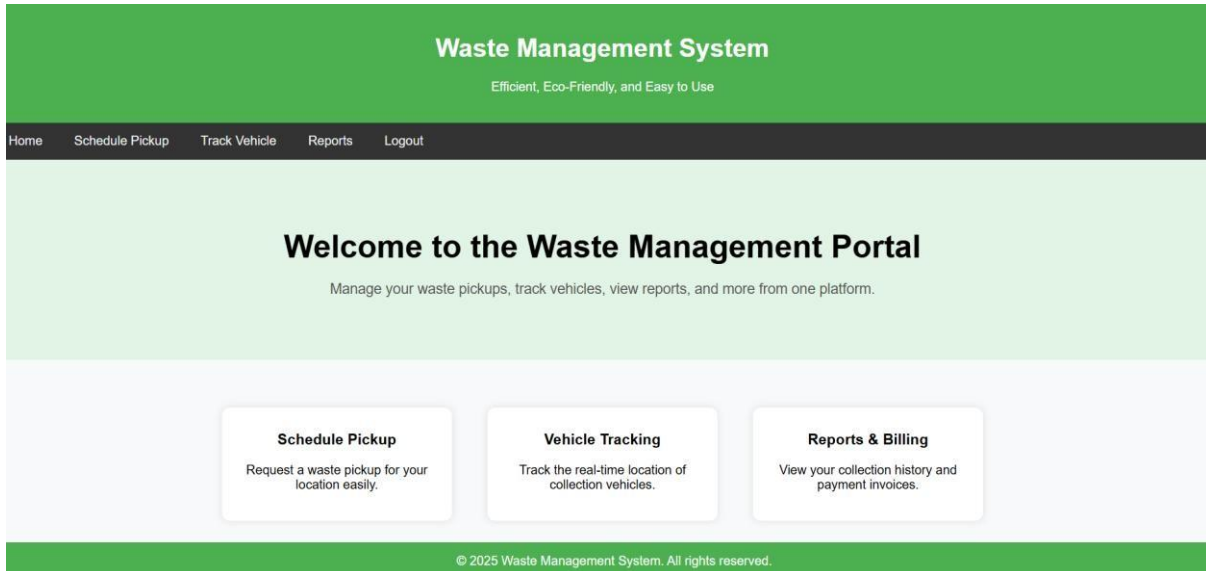 Waste Management System
Efficient, Eco-Friendly, and Easy to Use
Home Schedule Pickup Track Vehicle Reports Logout
Welcome to the Waste Management Portal
Manage your waste pickups, track vehicles, view reports, and more from one platform.
Schedule Pickup
Request a waste pickup for your
location easily.
Vehicle Tracking
Track the real-time location of
collection vehicles.
Reports & Billing
View your collection history and
payment invoices.
© 2025 Waste Management System. All rights reserved.